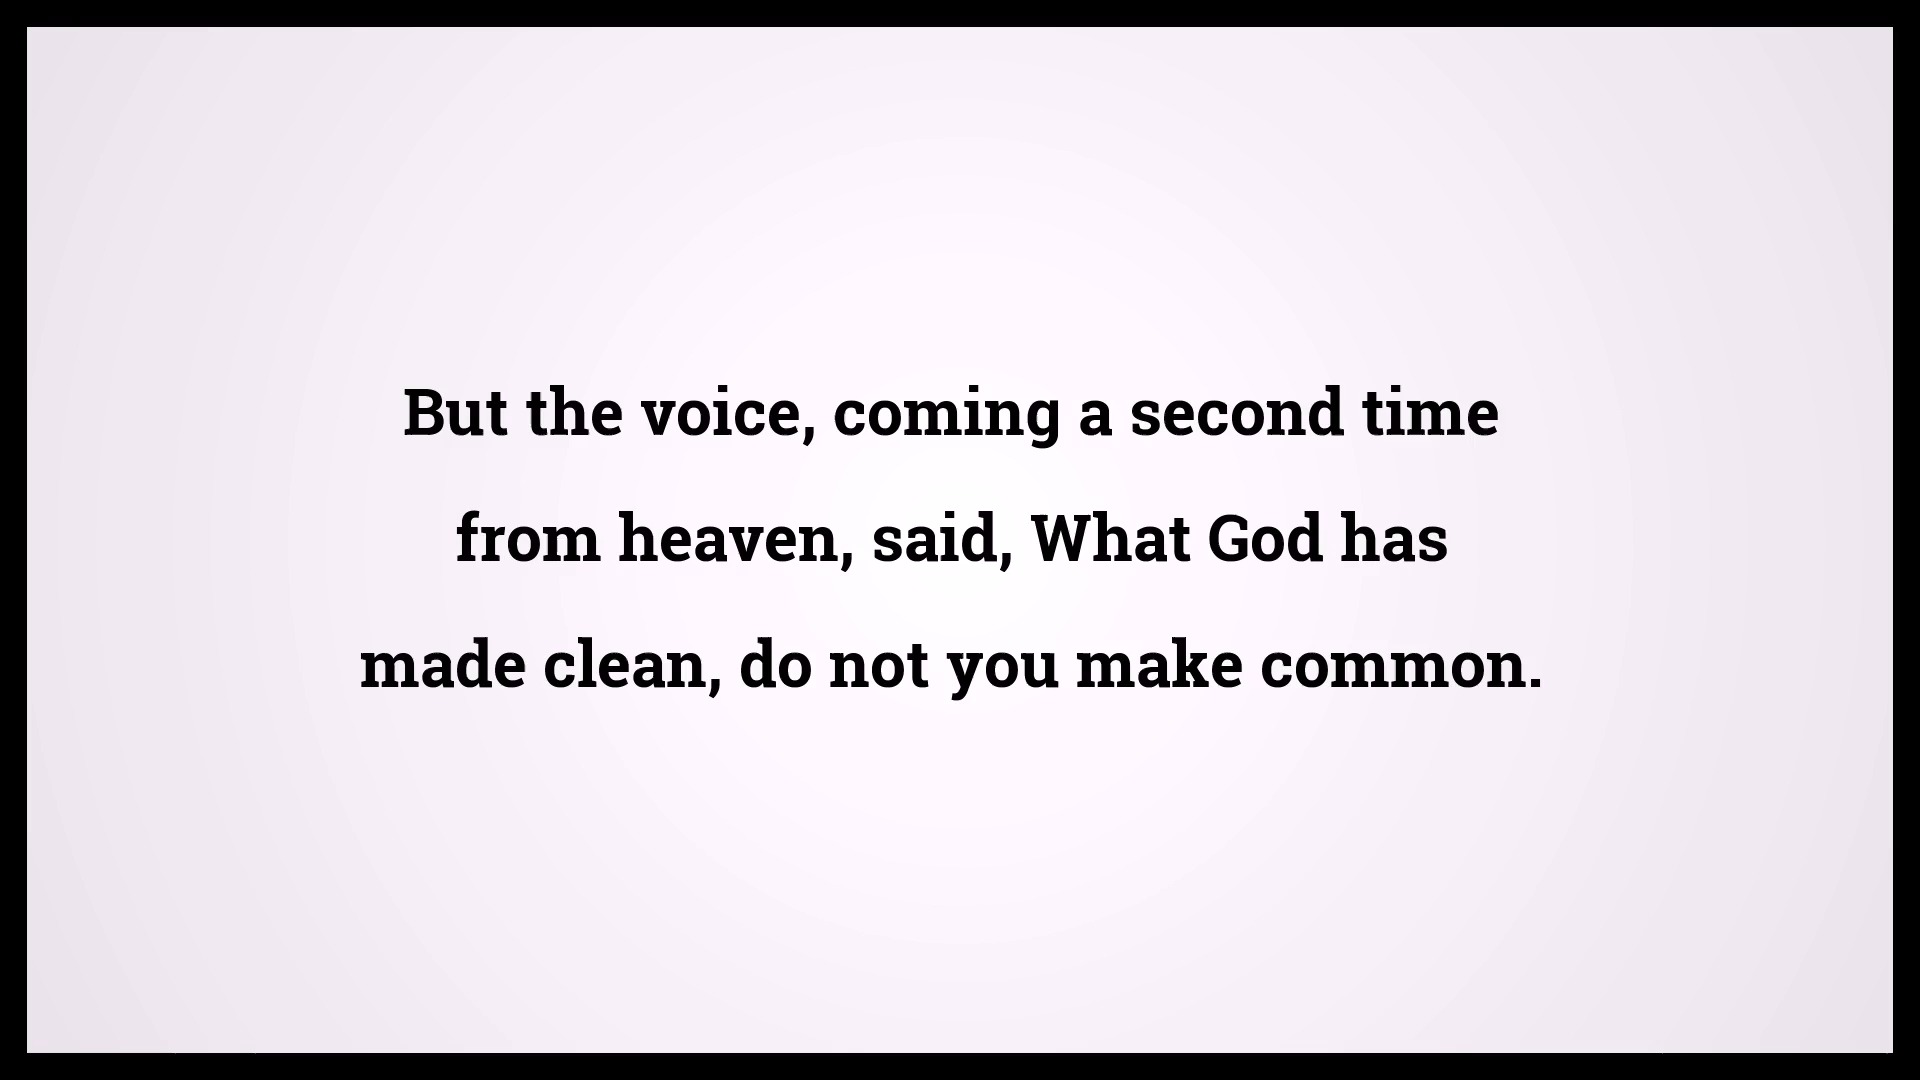 But the voice, coming a second time
from heaven, said, What God has
made clean, do not you make common.